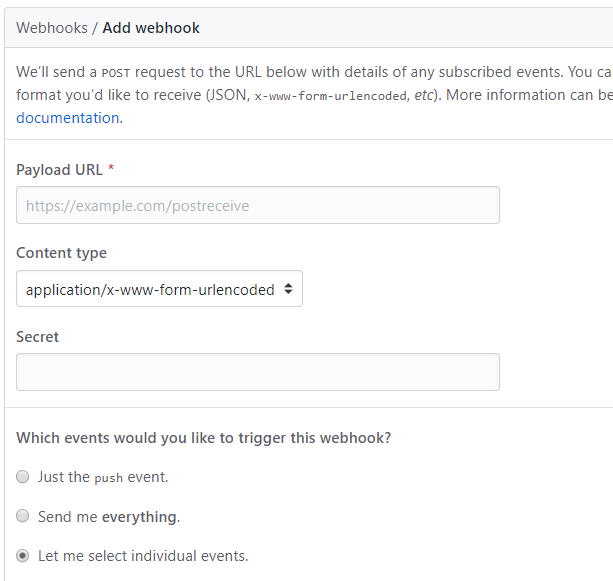 Webhooks / Add webhook
We'll send a POST request to the URL below with details of any subscribed events. You ca
format you'd like to receive (JSON, x-www-form-urlencoded, etc). More information can be
documentation.
Payload URL *
https://example.com/postreceive
Content type
application/x-www-form-urlencoded
Secret
Which events would you like to trigger this webhook?
Just the push event.
Send me everything.
Let me select individual events.